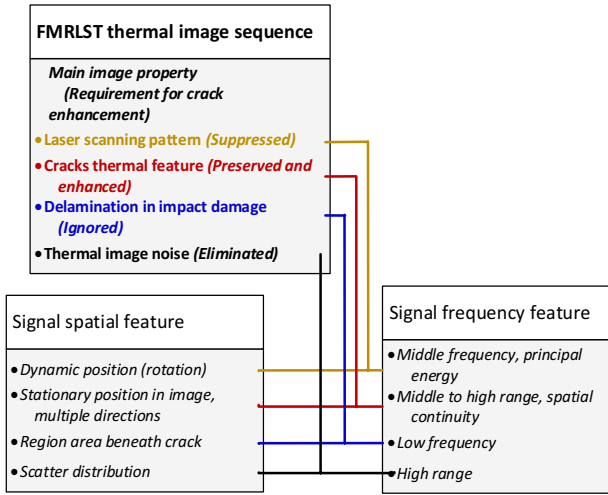 FMRLST thermal image sequence
Main image property
(Requirement for crack
enhancement)
•Laser scanning pattern (Suppressed)
•Cracks thermal feature (Preserved and
enhanced)
•Delamination in impact damage
(Ignored)
•Thermal image noise (Eliminated)
Signal spatial feature
•Dynamic position (rotation)
•Stationary position in image,
multiple directions
•Region area beneath crack
•Scatter distribution
Signal frequency feature
•Middle frequency, principal
energy
•Middle to high range, spatial
continuity
•Low frequency
•High range